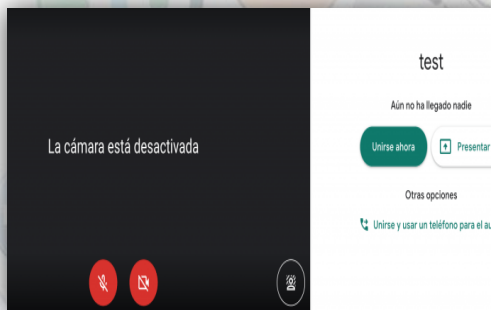 La cámara está desactivada
test
Aún no ha llegado nadie
Unirse ahora
Presentar
Otras opciones
Unirse y usar un teléfono para el au